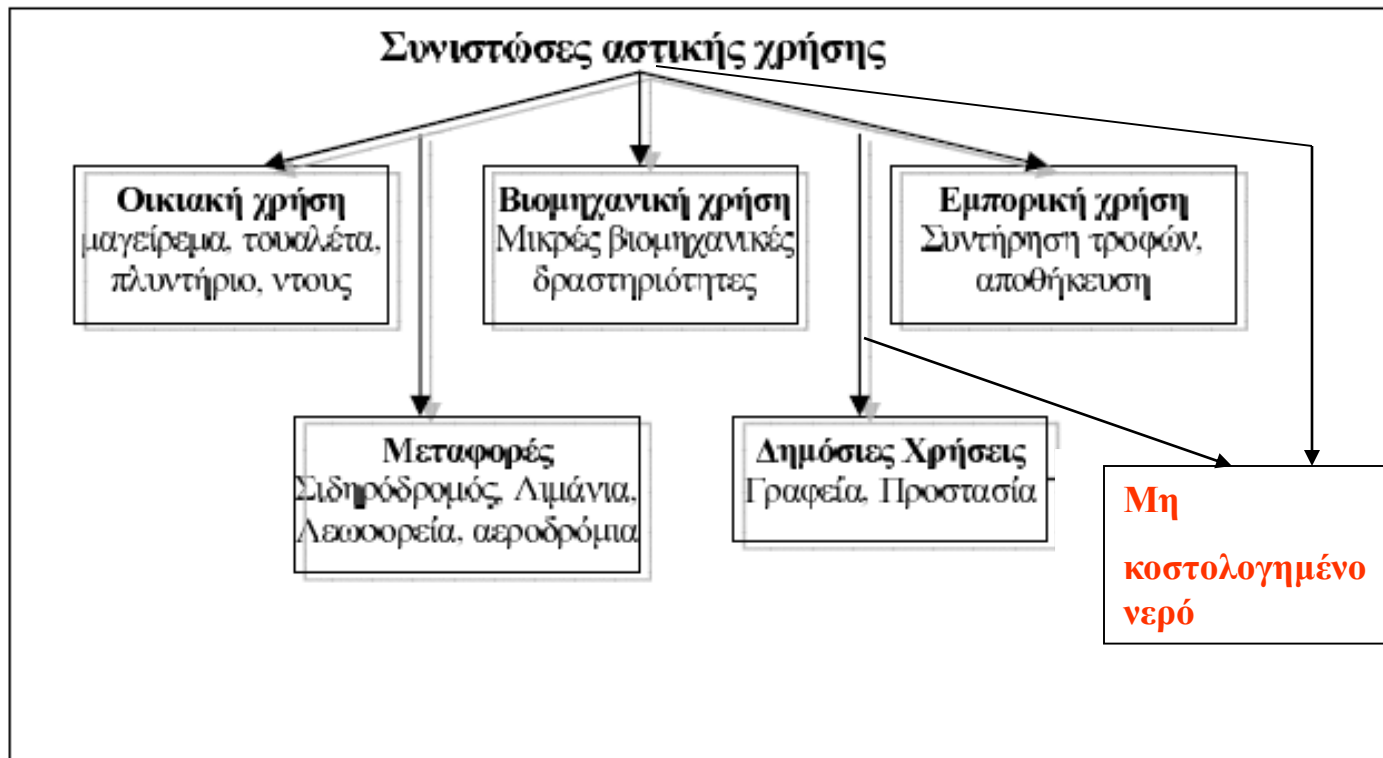 Συνιστώσες αστικής χρήσης
Οικιακή χρήση
μαγείρεμα, τουαλέτα,
πλυντήριο, ντους
Βιομηχανική χρήση
Μικρές βιομηχανικές
δραστηριότητες
Εμπορική χρήση
Συντήρηση τροφών,
αποθήκευση
Μεταφορές
Σιδηρόδρομός, Λιμάνια,
Λεωφορεία, αεροδρόμια
Δημόσιες Χρήσεις
Γραφεία, Προστασία
Μη
κοστολογημένο
νερό